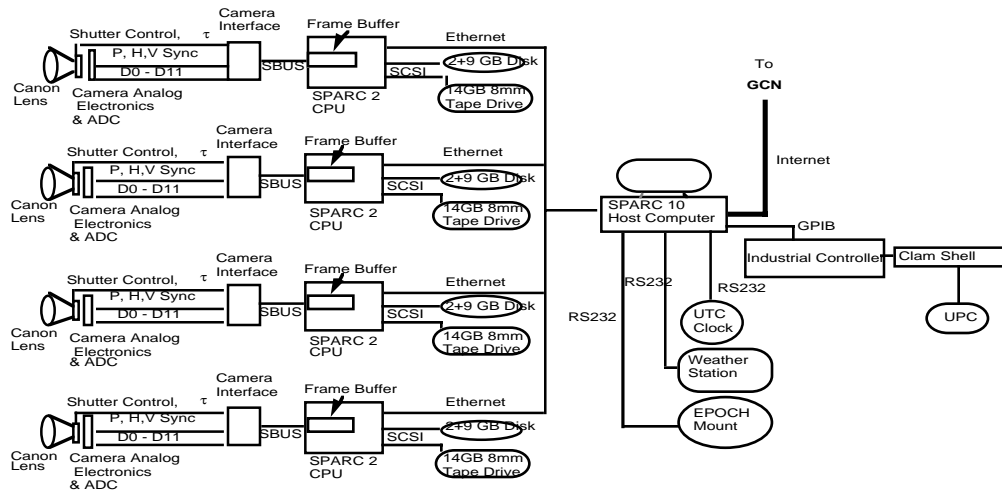 Shutter Control, τ
P, H,V Sync
D0 - D11
Canon
Lens
Camera Analog
Electronics
& ADC
Camera
Interface
SBUS
Frame Buffer
SPARC 2
CPU
Ethernet
SCSI
2+9 GB Disk
14GB 8mm
Tape Drive
Shutter Control, τ
P, H,V Sync
D0 - D11
Canon
Lens
Camera Analog
Electronics
& ADC
Camera
Interface
SBUS
Frame Buffer
SPARC 2
CPU
Ethernet
SCSI
2+9 GB Disk
14GB 8mm
Tape Drive
Shutter Control, τ
P, H,V Sync
D0 - D11
Canon
Lens
Camera Analog
Electronics
& ADC
Camera
Interface
SBUS
Frame Buffer
SPARC 2
CPU
Ethernet
SCSI
2+9 GB Disk
14GB 8mm
Tape Drive
Shutter Control, τ
P, H,V Sync
D0 - D11
Canon
Lens
Camera Analog
Electronics
& ADC
Camera
Interface
SBUS
Frame Buffer
SPARC 2
CPU
Ethernet
SCSI
2+9 GB Disk
14GB 8mm
Tape Drive
To
GCN
Internet
SPARC 10
Host Computer
GPIB
Industrial Controller
Clam Shell
UPC
RS232
RS232
RS232
UTC
Clock
Weather
Station
EPOCH
Mount